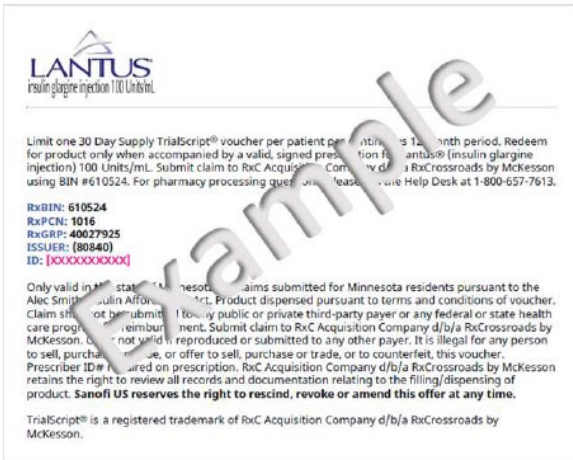 LANTUS®
insulin glargine injection 100 Units/mL
Limit one 30 Day Supply TrialScript® voucher per patient per 12 month period. Redeem
for product only when accompanied by a valid, signed for Lantus® (insulin glargine
injection) 100 Units/mL. Submit claim to RxC Acquisition Company d/b/a RxCrossroads by McKesson
using BIN #610524. For pharmacy processing the Help Desk at 1-800-657-7613.
RxBIN: 610524
RxPCN: 1016
RxGRP: 40027925
ISSUER: (80840)
ID: [XXXXXXXXXX]
Only valid in submitted for Minnesota residents pursuant to the
Alec Product dispensed pursuant to terms and conditions of voucher.
Claim public or private third-party payer or any federal or state health
care Submit claim to RxC Acquisition Company d/b/a RxCrossroads by
McKesson. not valid reproduced or submitted to any other payer. It is illegal for any person
to sell, or offer to sell, purchase or trade, or to counterfeit, this voucher.
Prescriber ID# on prescription. RxC Acquisition Company d/b/a RxCrossroads by McKesson
retains the right to review all records and documentation relating to the filling/dispensing of
product. Sanofi US reserves the right to rescind, revoke or amend this offer at any time.
TrialScript® is a registered trademark of RxC Acquisition Company d/b/a RxCrossroads by
McKesson.
Example